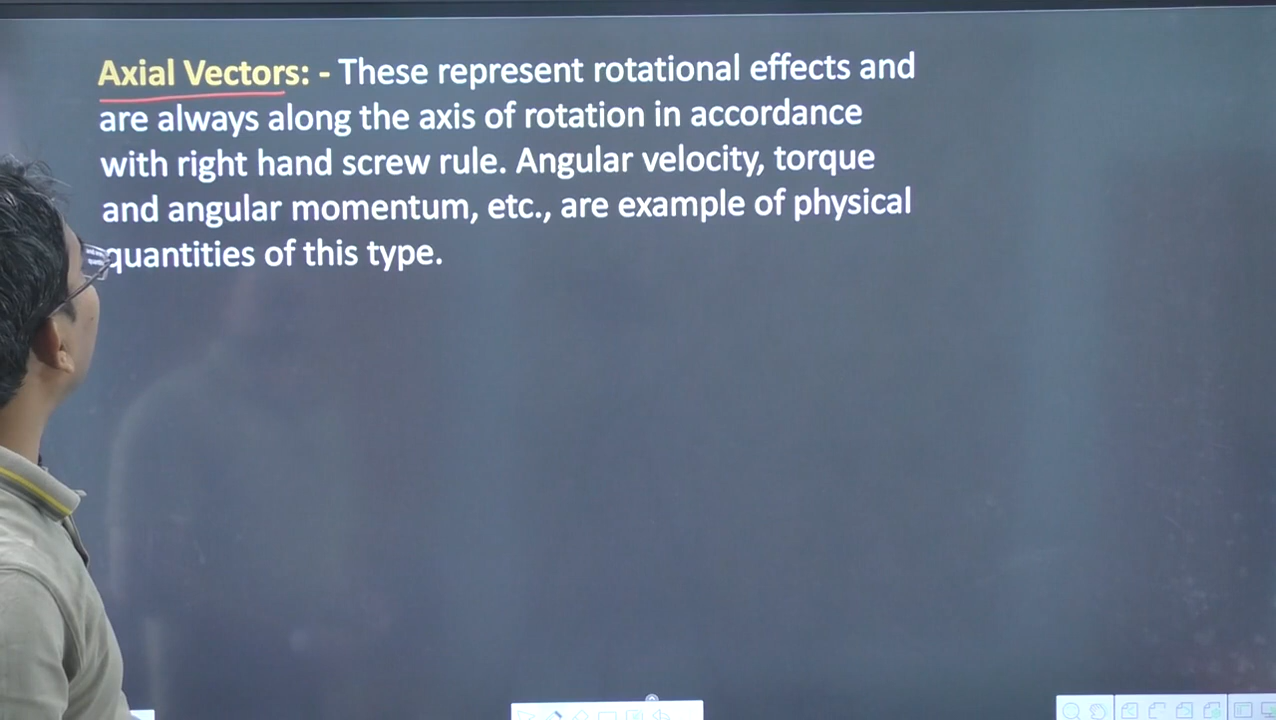 Axial Vectors: - These represent rotational effects and
are always along the axis of rotation in accordance
with right hand screw rule. Angular velocity, torque
and angular momentum, etc., are example of physical
quantities of this type.